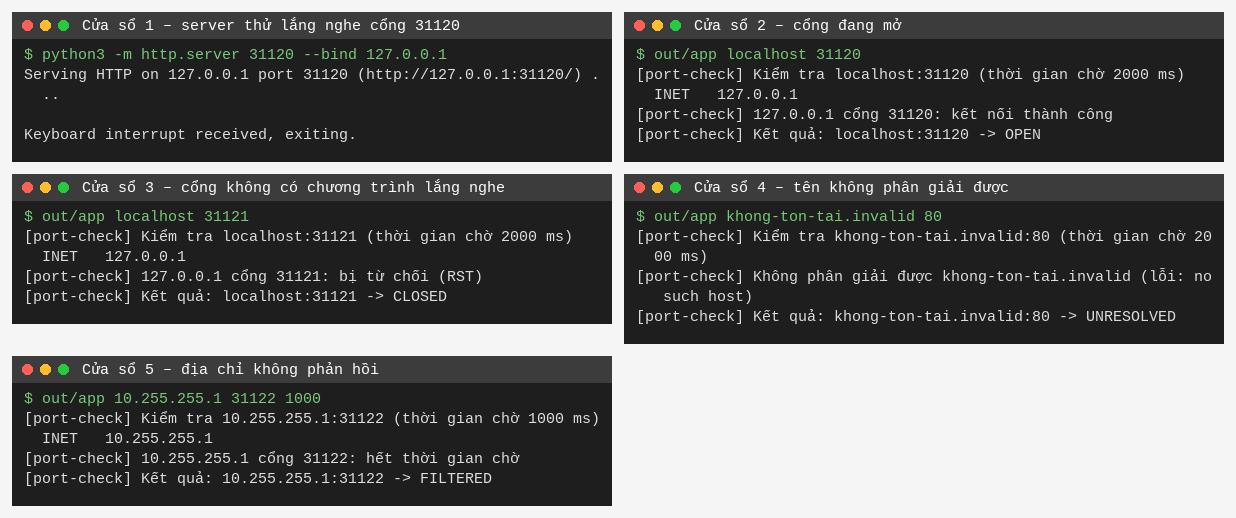 Cửa sổ 1 – server thử lắng nghe cổng 31120
$ python3 -m http.server 31120 --bind 127.0.0.1
Serving HTTP on 127.0.0.1 port 31120 (http://127.0.0.1:31120/) .
..
Keyboard interrupt received, exiting.
Cửa sổ 2 – cổng đang mở
$ out/app localhost 31120
[port-check] Kiểm tra localhost:31120 (thời gian chờ 2000 ms)
INET   127.0.0.1
[port-check] 127.0.0.1 cổng 31120: kết nối thành công
[port-check] Kết quả: localhost:31120 -> OPEN
Cửa sổ 3 – cổng không có chương trình lắng nghe
$ out/app localhost 31121
[port-check] Kiểm tra localhost:31121 (thời gian chờ 2000 ms)
INET   127.0.0.1
[port-check] 127.0.0.1 cổng 31121: bị từ chối (RST)
[port-check] Kết quả: localhost:31121 -> CLOSED
Cửa sổ 4 – tên không phân giải được
$ out/app khong-ton-tai.invalid 80
[port-check] Kiểm tra khong-ton-tai.invalid:80 (thời gian chờ 20
00 ms)
[port-check] Không phân giải được khong-ton-tai.invalid (lỗi: no
such host)
[port-check] Kết quả: khong-ton-tai.invalid:80 -> UNRESOLVED
Cửa sổ 5 – địa chỉ không phản hồi
$ out/app 10.255.255.1 31122 1000
[port-check] Kiểm tra 10.255.255.1:31122 (thời gian chờ 1000 ms)
INET   10.255.255.1
[port-check] 10.255.255.1 cổng 31122: hết thời gian chờ
[port-check] Kết quả: 10.255.255.1:31122 -> FILTERED